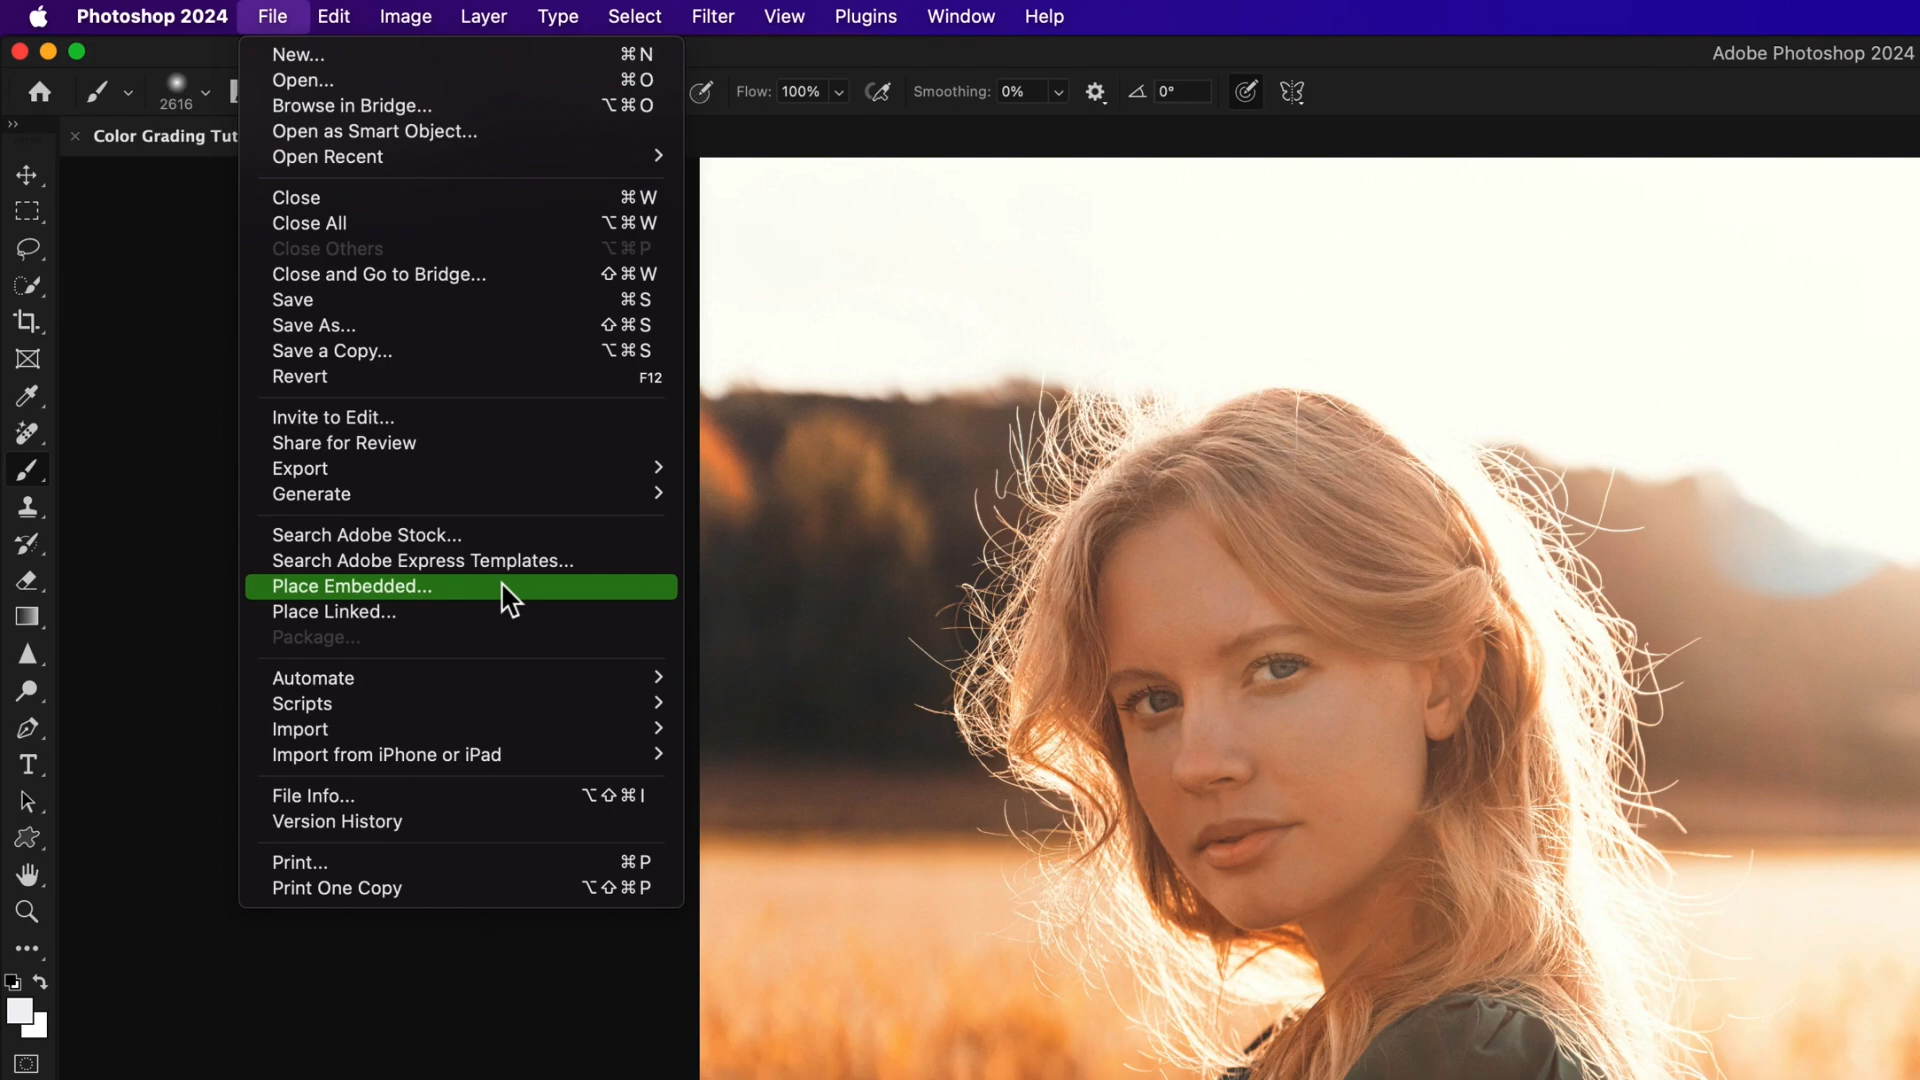 Photoshop 2024 File Edit Image Layer Type Select Filter View Plugins Window Help
Adobe Photoshop 2024
2616 Flow: 100% Smoothing: 0% 0°
Color Grading Tut
New... ⌘N
Open... ⌘O
Browse in Bridge... ⌥⌘O
Open as Smart Object...
Open Recent
Close ⌘W
Close All ⌥⌘W
Close Others ⌥⌘P
Close and Go to Bridge... ⇧⌘W
Save ⌘S
Save As... ⇧⌘S
Save a Copy... ⌥⌘S
Revert F12
Invite to Edit...
Share for Review
Export
Generate
Search Adobe Stock...
Search Adobe Express Templates...
Place Embedded...
Place Linked...
Package...
Automate
Scripts
Import
Import from iPhone or iPad
File Info... ⌥⇧⌘I
Version History
Print... ⌘P
Print One Copy ⌥⇧⌘P